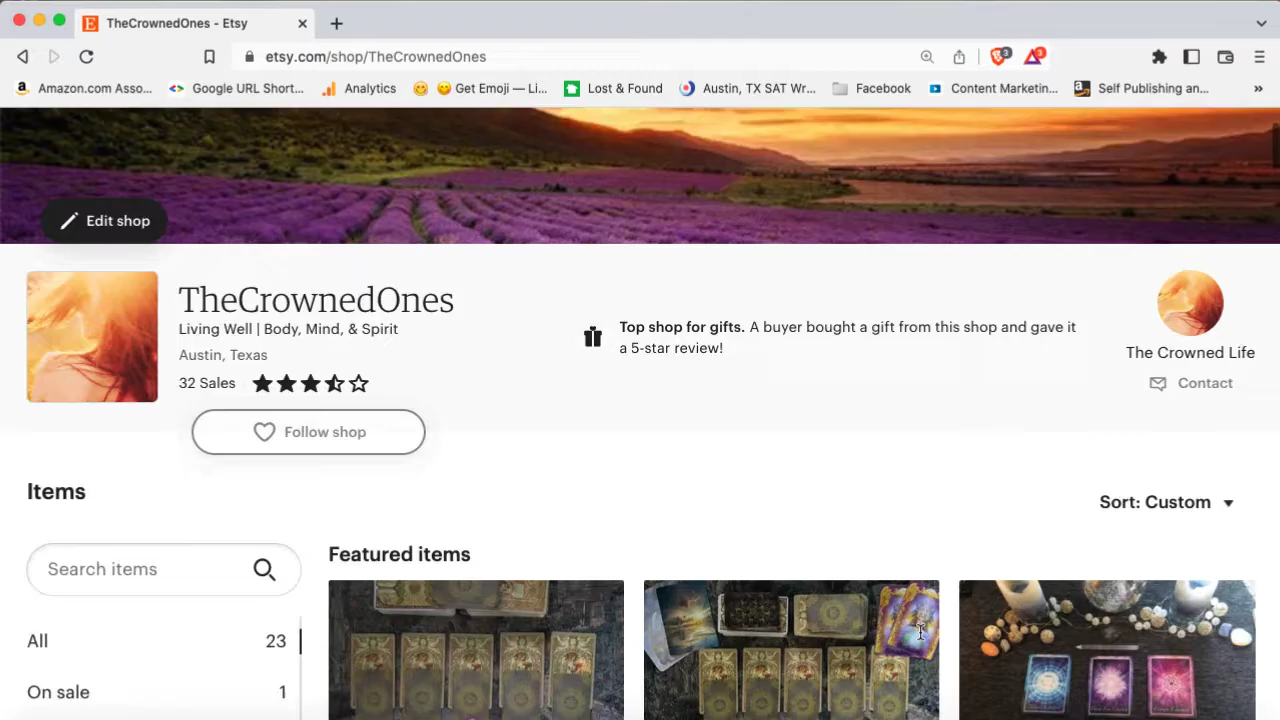 TheCrownedOnes - Etsy
etsy.com/shop/TheCrownedOnes
3
3
Amazon.com Asso...
Google URL Short...
Analytics
Get Emoji — Li...
Lost & Found
Austin, TX SAT Wr...
Facebook
Content Marketin...
Self Publishing an...
»
Edit shop
TheCrownedOnes
Living Well | Body, Mind, & Spirit
Austin, Texas
32 Sales
Follow shop
Top shop for gifts. A buyer bought a gift from this shop and gave it
a 5-star review!
The Crowned Life
Contact
Items
Sort: Custom
Search items
Featured items
All 23
On sale 1